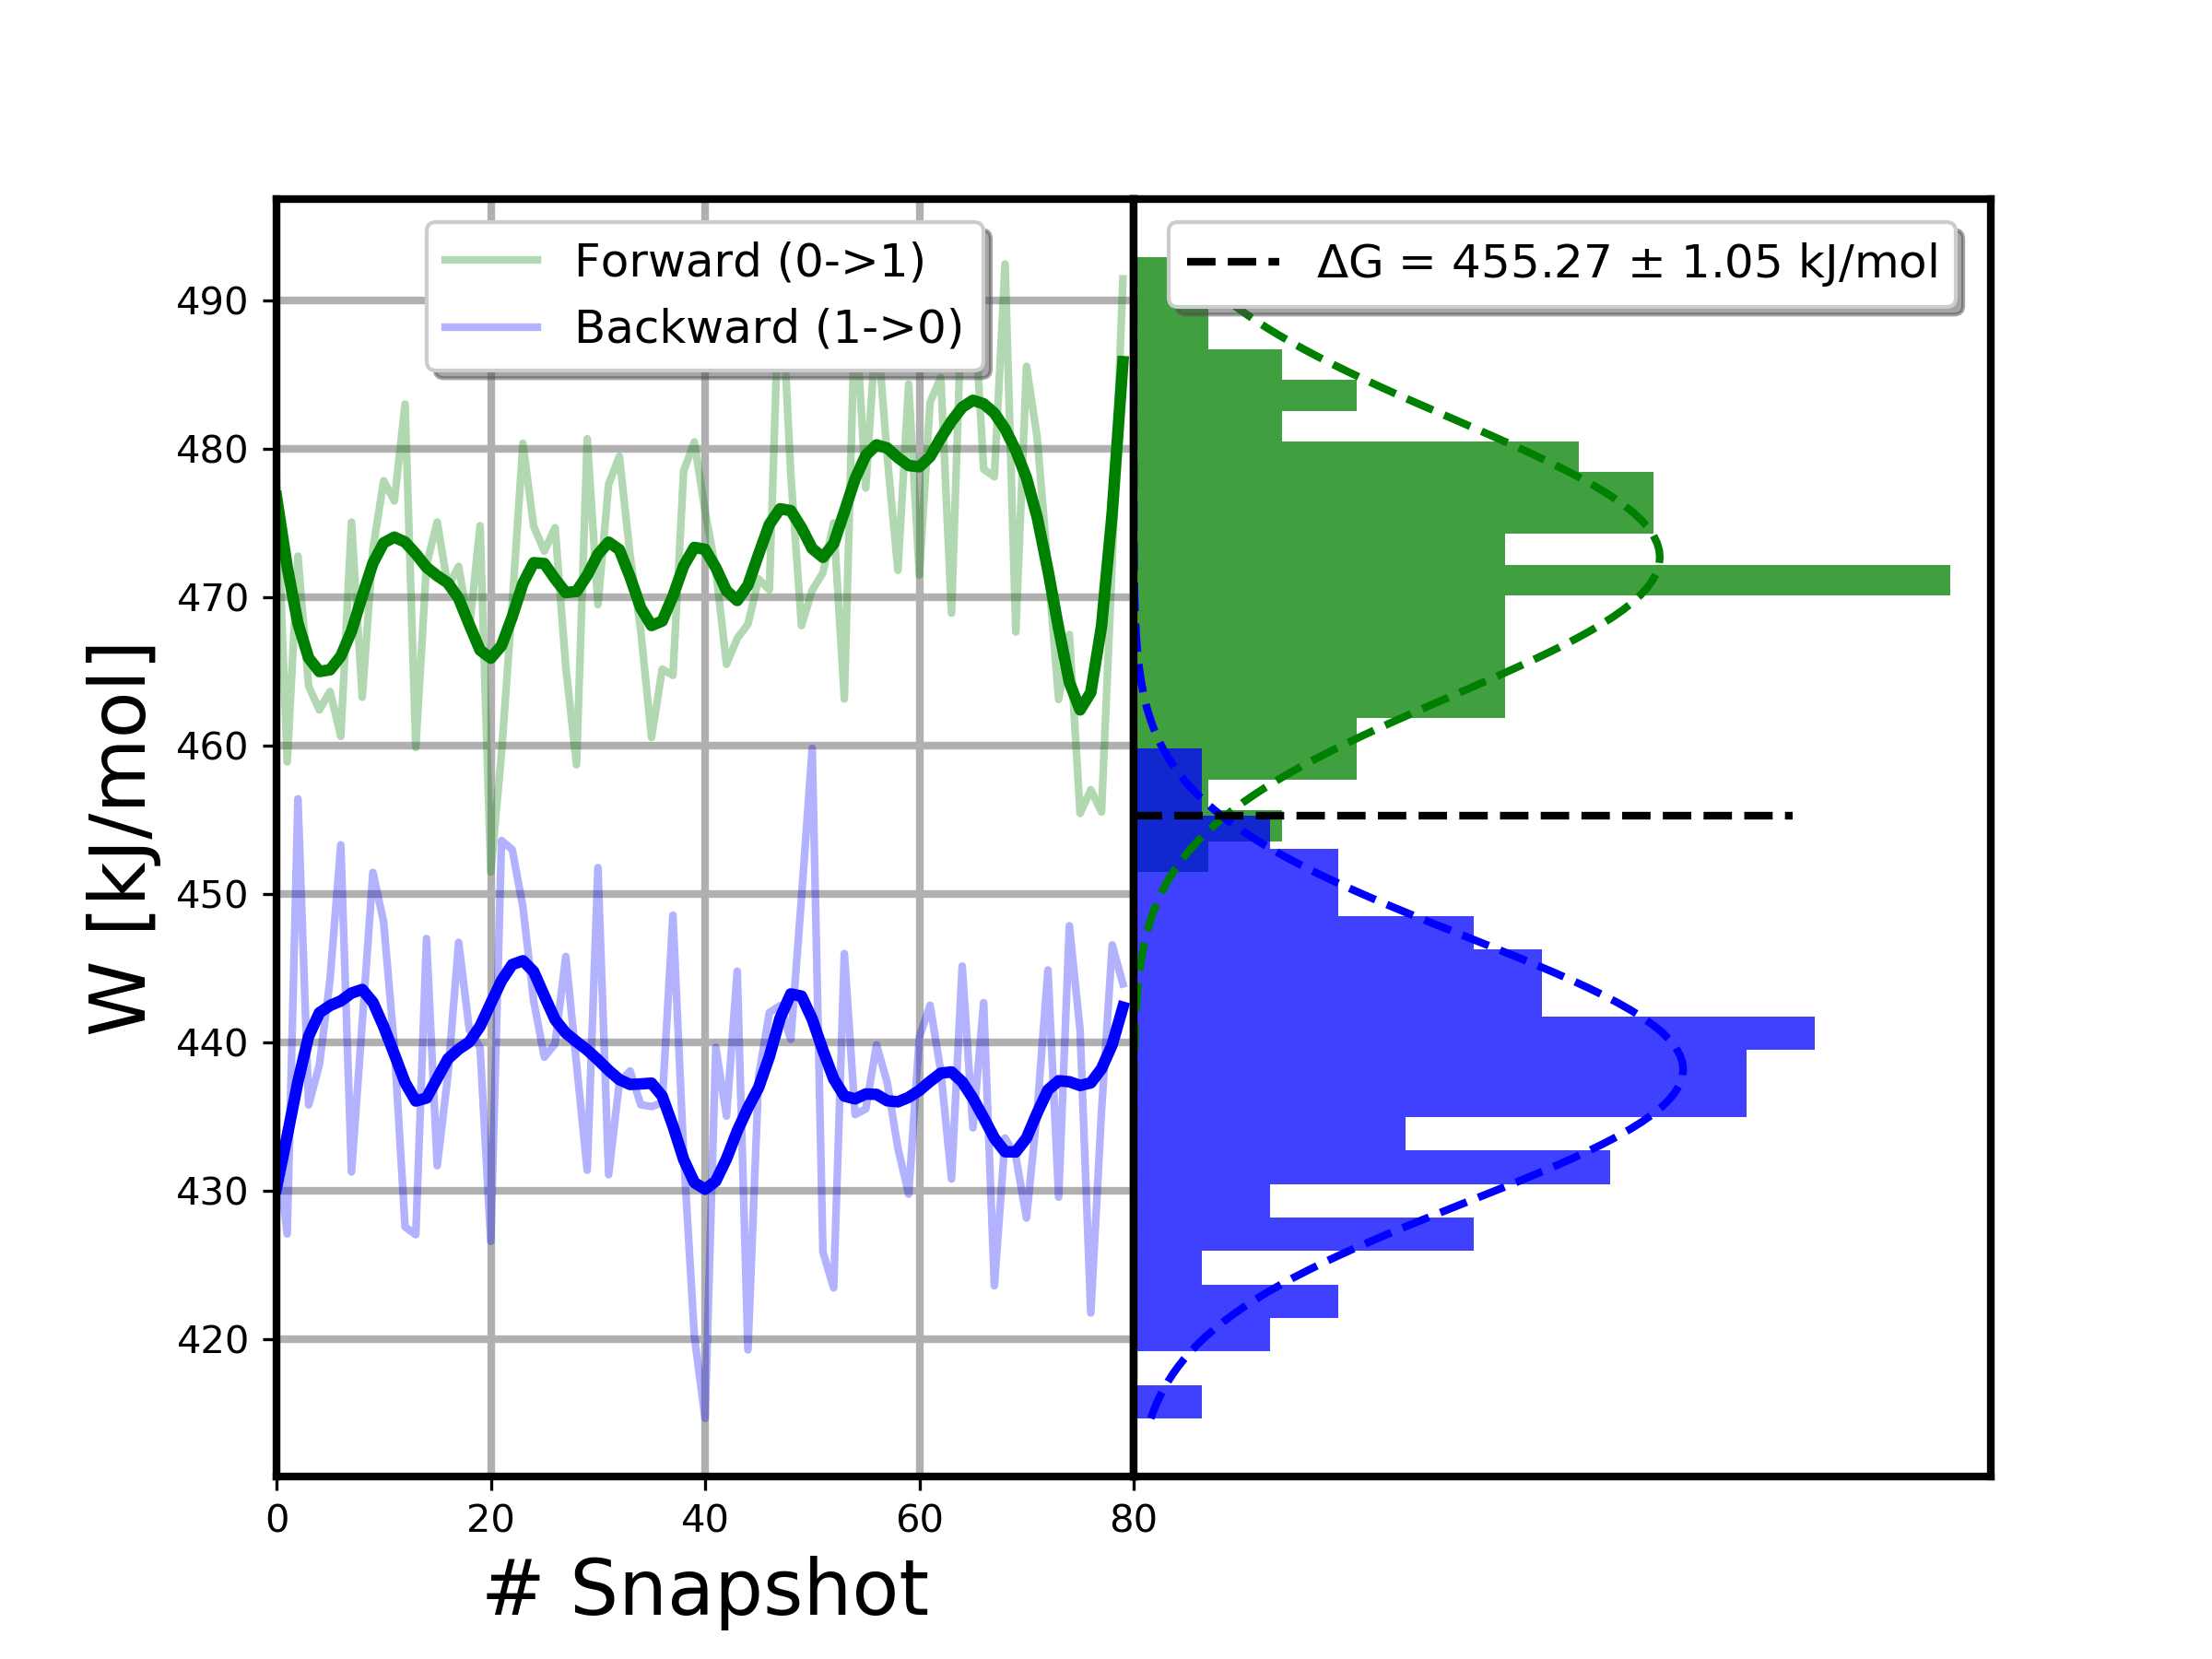 Forward (0->1)
Backward (1->0)
ΔG = 455.27 ± 1.05 kJ/mol
490
480
470
460
450
440
430
420
W [kJ/mol]
0 20 40 60 80
# Snapshot